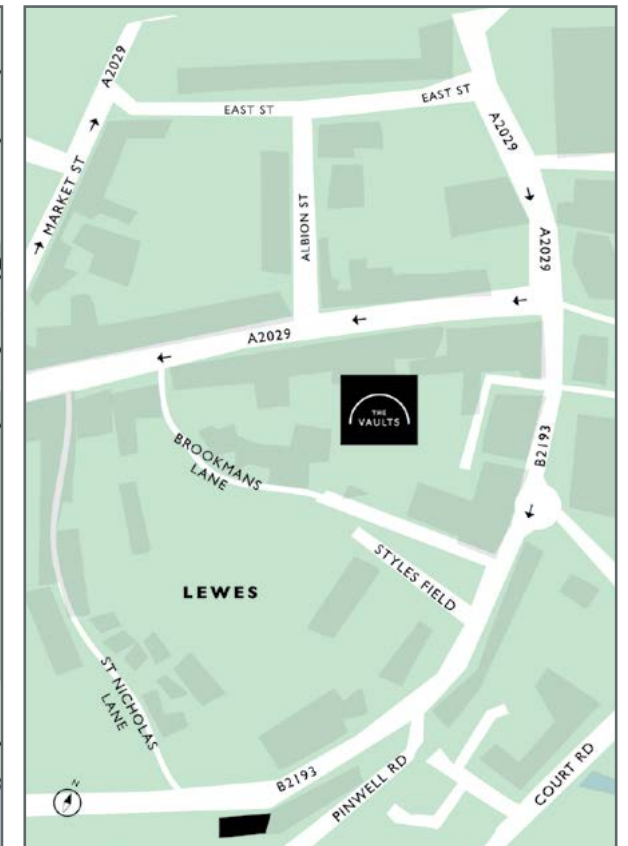 A2029
EAST ST
EAST ST
A2029
MARKET ST
ALBION ST
A2029
A2029
THE
VAULTS
B2193
BROOKMANS
LANE
STYLES FIELD
LEWES
ST NICHOLAS
LANE
N
B2193
PINWELL RD
COURT RD